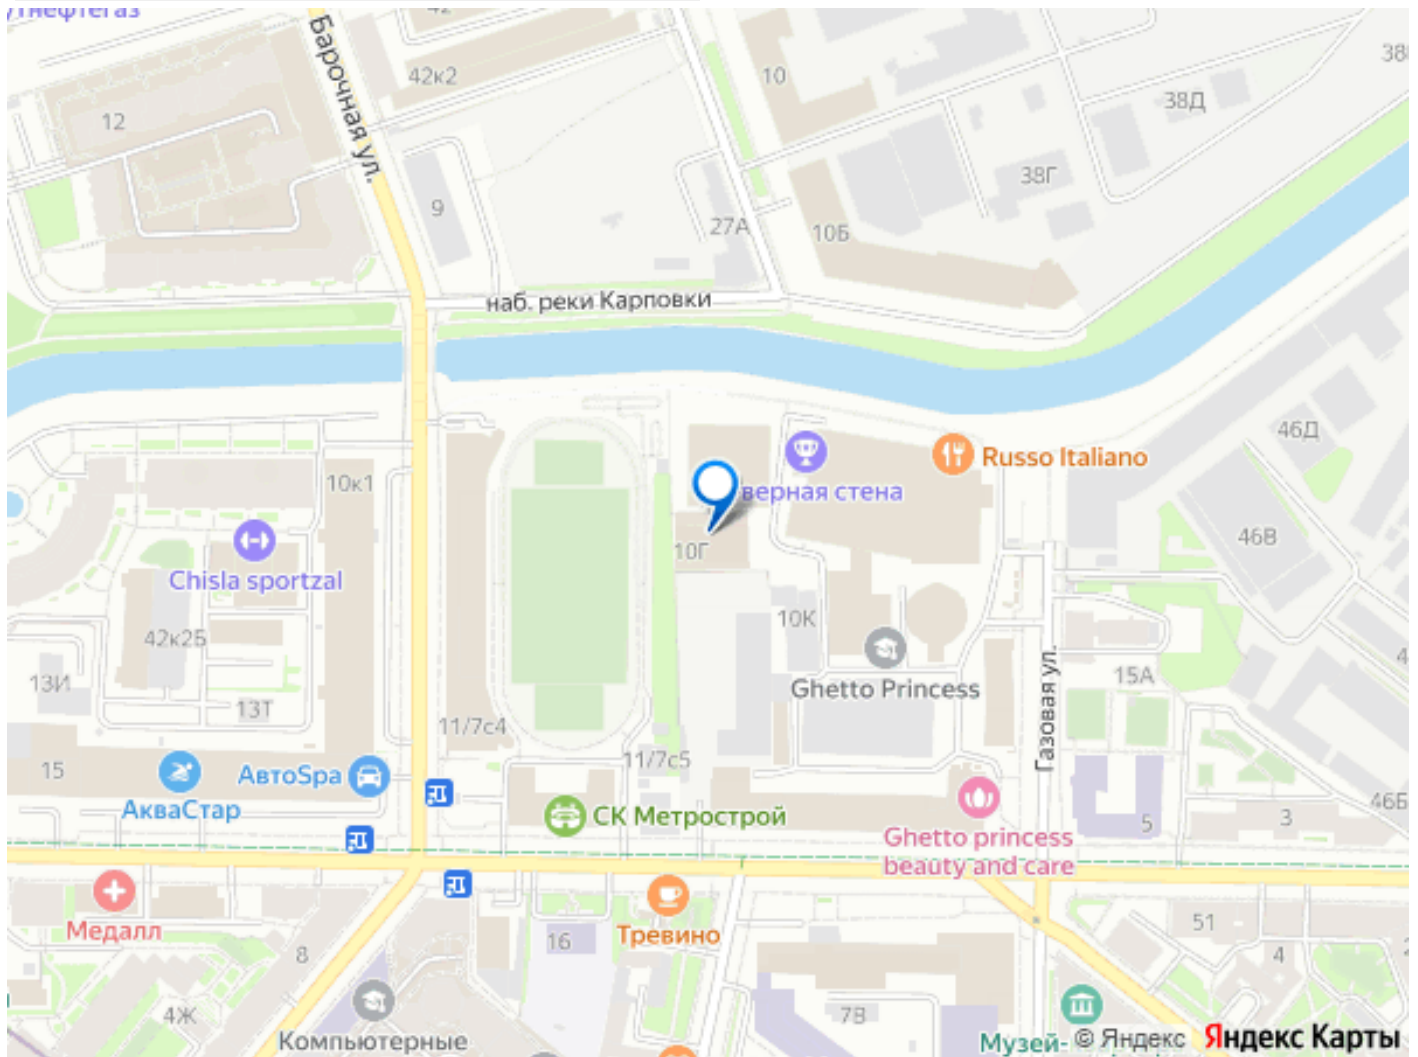 42к2
10
38Д
12
Барочная ул.
38Г
9
27А
10Б
наб. реки Карповки
46Д
Russo Italiano
верная стена
10к1
46В
10Г
Chisla sportzal
10К
42к2Б
Ghetto Princess
15А
13И
13Т
11/7с4
Газовая ул.
11/7с5
15
АвтоSpa
АкваСтар
СК Метрострой
46Б
3
5
Ghetto princess
beauty and care
Медалл
Тревино
16
51
8
4
4Ж
7В
Компьютерные
Музей-
© Яндекс
Яндекс Карты